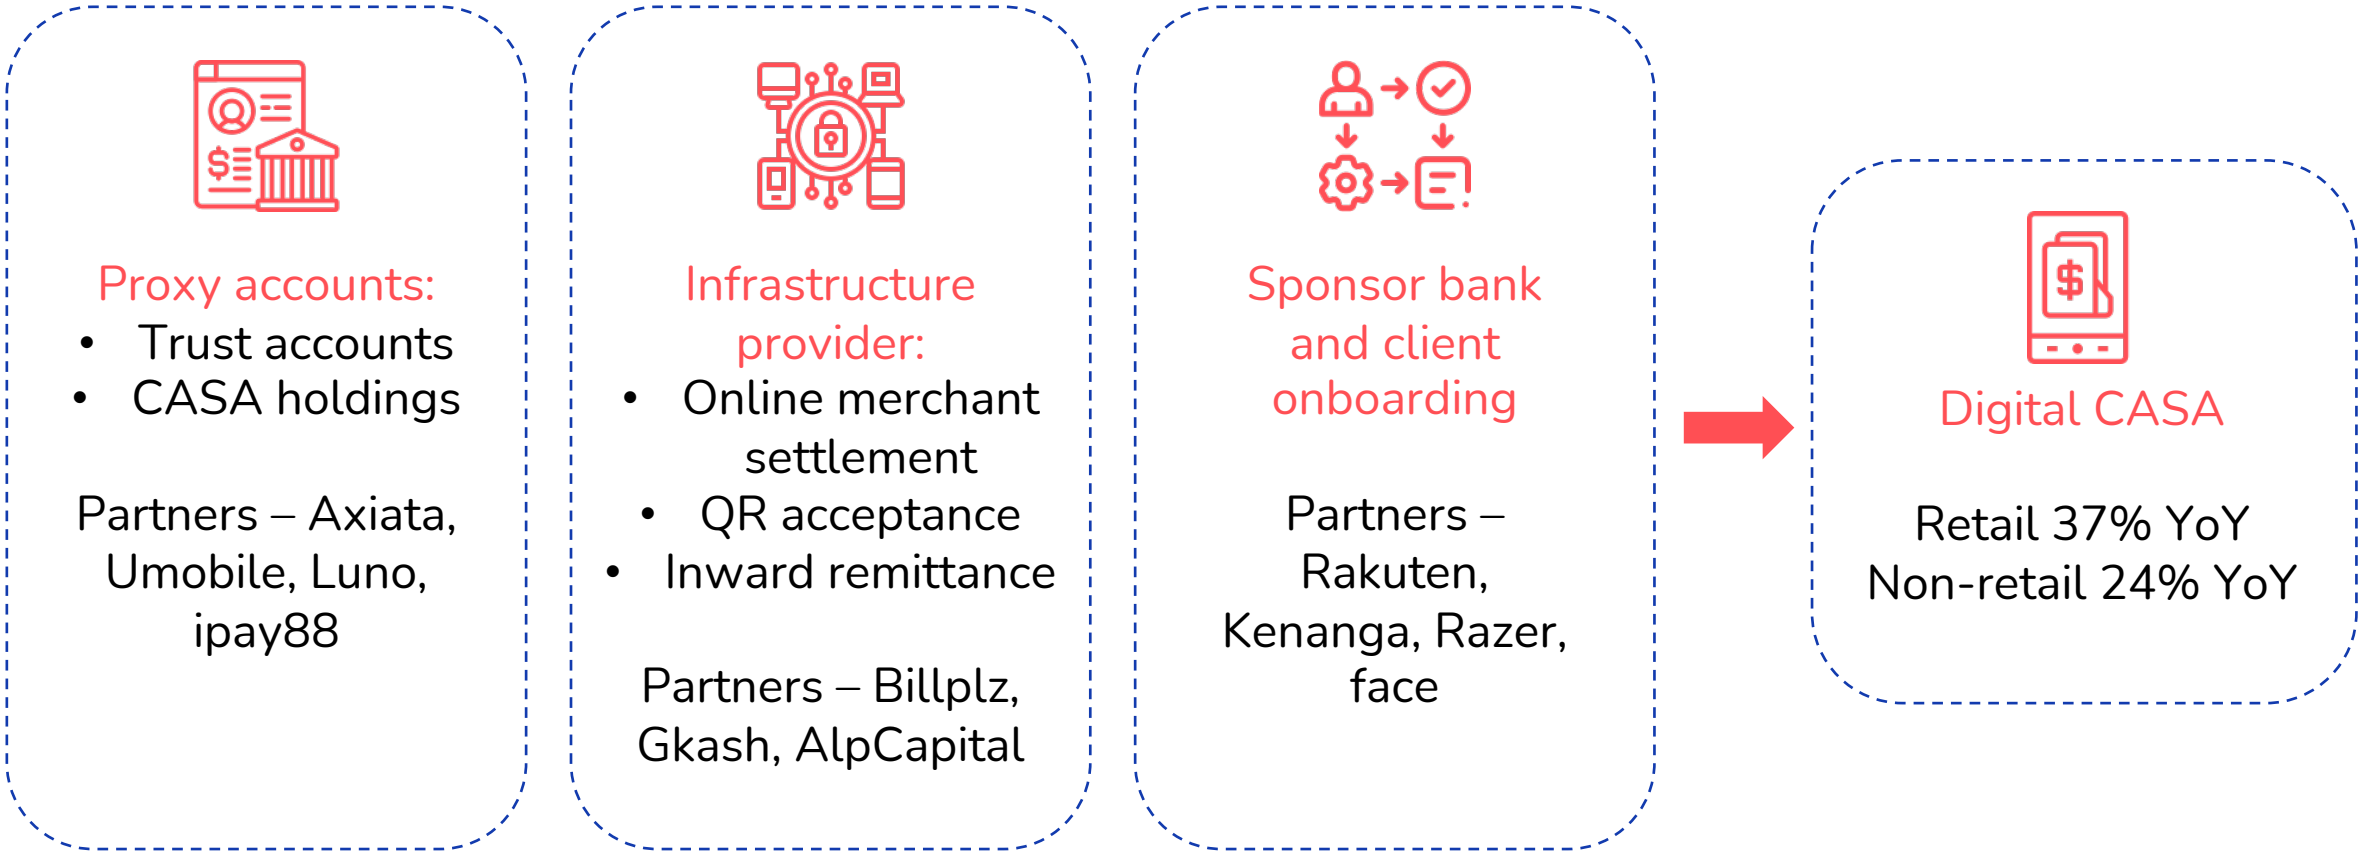 Proxy accounts:
• Trust accounts
• CASA holdings
Partners – Axiata,
Umobile, Luno,
ipay88
Infrastructure
provider:
• Online merchant
settlement
• QR acceptance
• Inward remittance
Partners – Billplz,
Gkash, AlpCapital
Sponsor bank
and client
onboarding
Partners –
Rakuten,
Kenanga, Razer,
face
Digital CASA
Retail 37% YoY
Non-retail 24% YoY